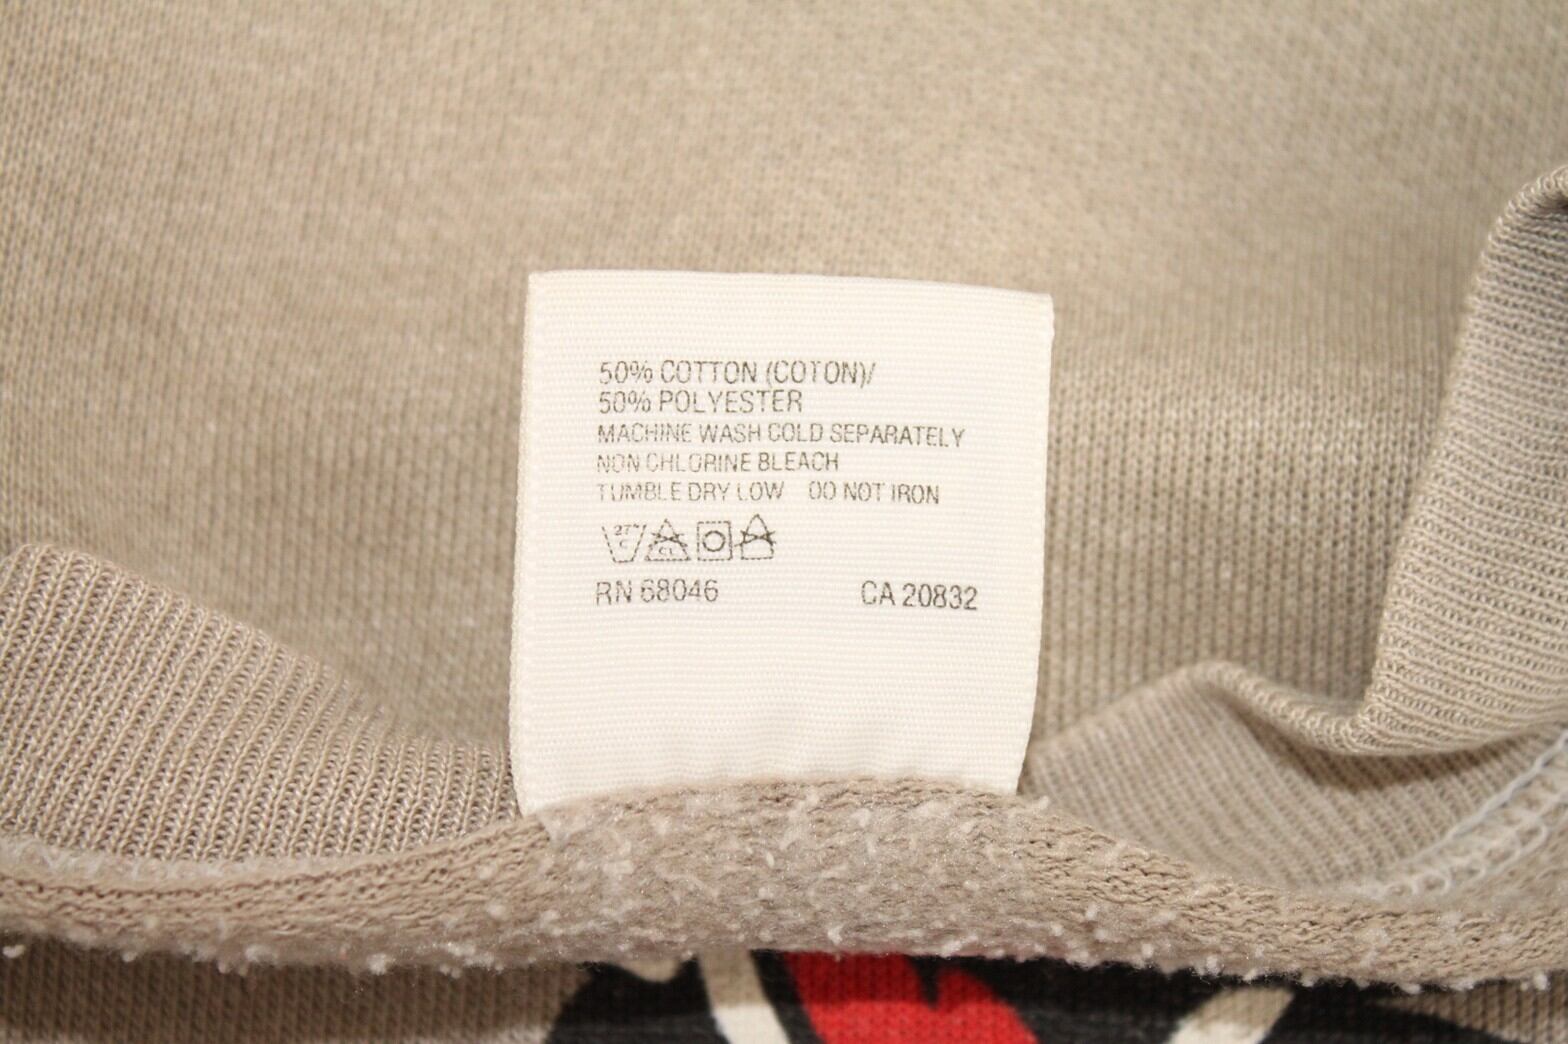 50% COTTON (COTON)/
50% POLYESTER
MACHINE WASH COLD SEPARATELY
NON CHLORINE BLEACH
TUMBLE DRY LOW DO NOT IRON
RN 68046 CA 20832